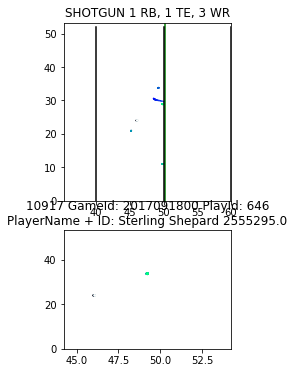 SHOTGUN 1 RB, 1 TE, 3 WR
50
40
30
20
10
0
40 45 50 55 60
10917 GameId: 2017091800 PlayId: 646
PlayerName + ID: Sterling Shepard 2555295.0
40
20
0
45.0 47.5 50.0 52.5